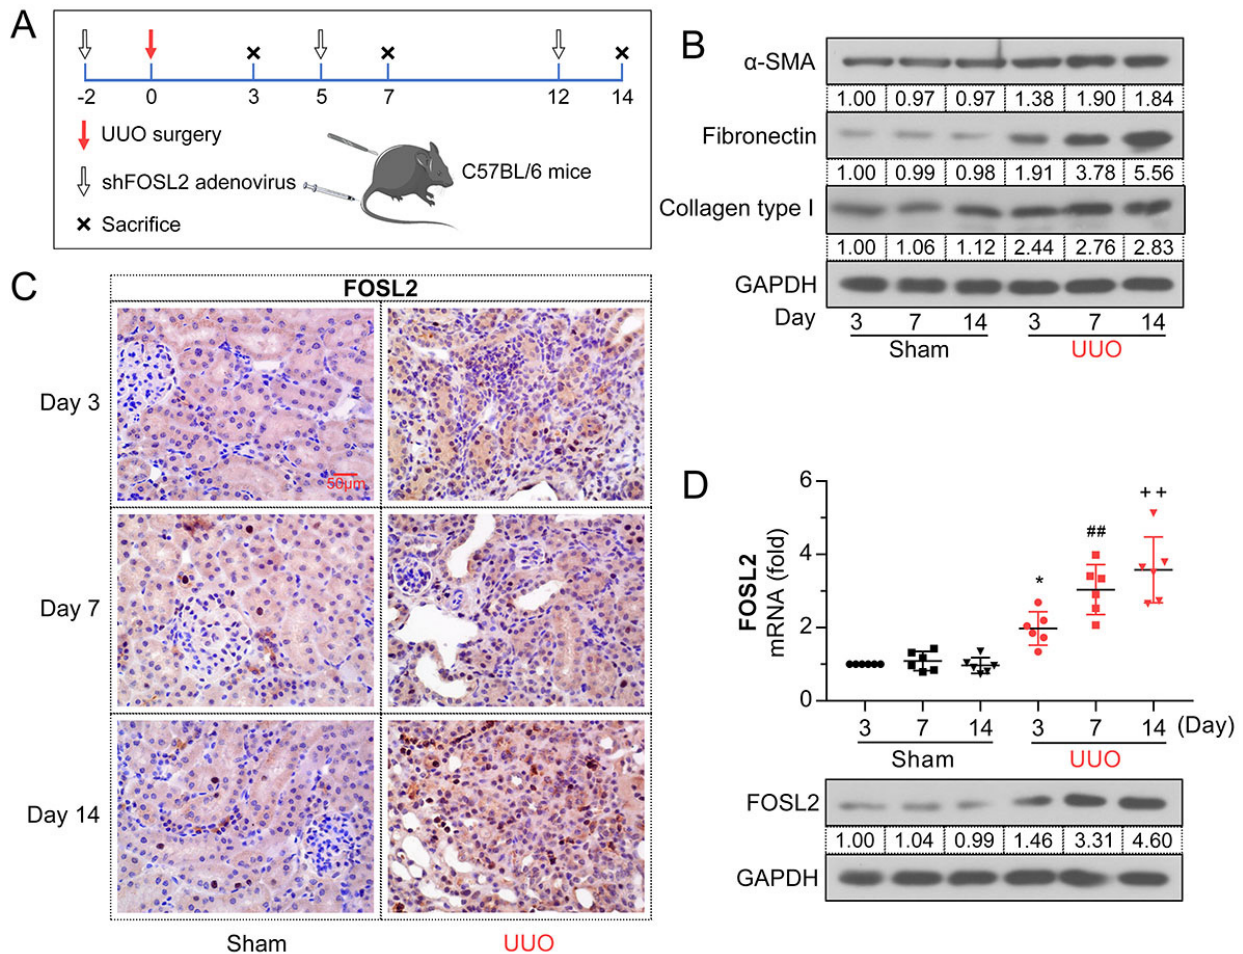 A
-2 0 3 5 7 12 14
UUO surgery
shFOSL2 adenovirus
Sacrifice
C57BL/6 mice
B
α-SMA
1.00 0.97 0.97 1.38 1.90 1.84
Fibronectin
1.00 0.99 0.98 1.91 3.78 5.56
Collagen type I
1.00 1.06 1.12 2.44 2.76 2.83
GAPDH
Day 3 7 14 3 7 14
Sham UUO
C
FOSL2
Day 3
50μm
Day 7
Day 14
Sham UUO
D
FOSL2
mRNA (fold)
6
4
2
0
*
##
++
3 7 14 3 7 14 (Day)
Sham UUO
FOSL2
1.00 1.04 0.99 1.46 3.31 4.60
GAPDH